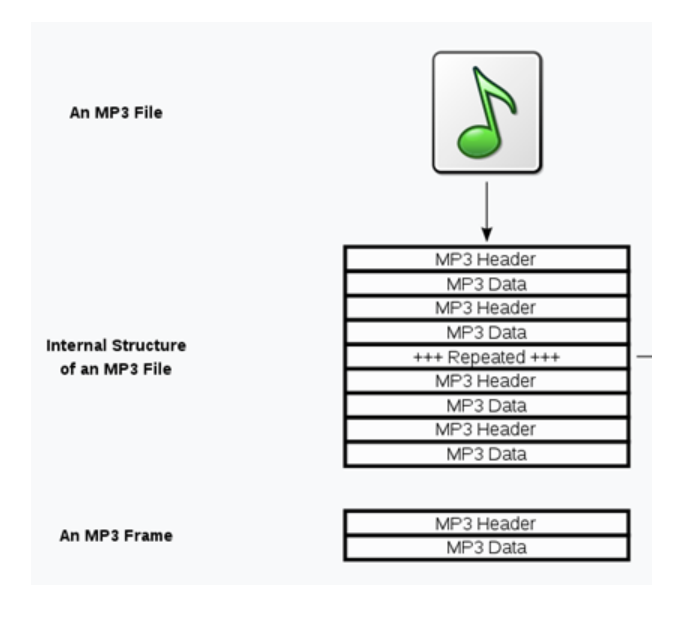 An MP3 File
MP3 Header
MP3 Data
MP3 Header
MP3 Data
Internal Structure
of an MP3 File
+++ Repeated +++
MP3 Header
MP3 Data
MP3 Header
MP3 Data
An MP3 Frame
MP3 Header
MP3 Data